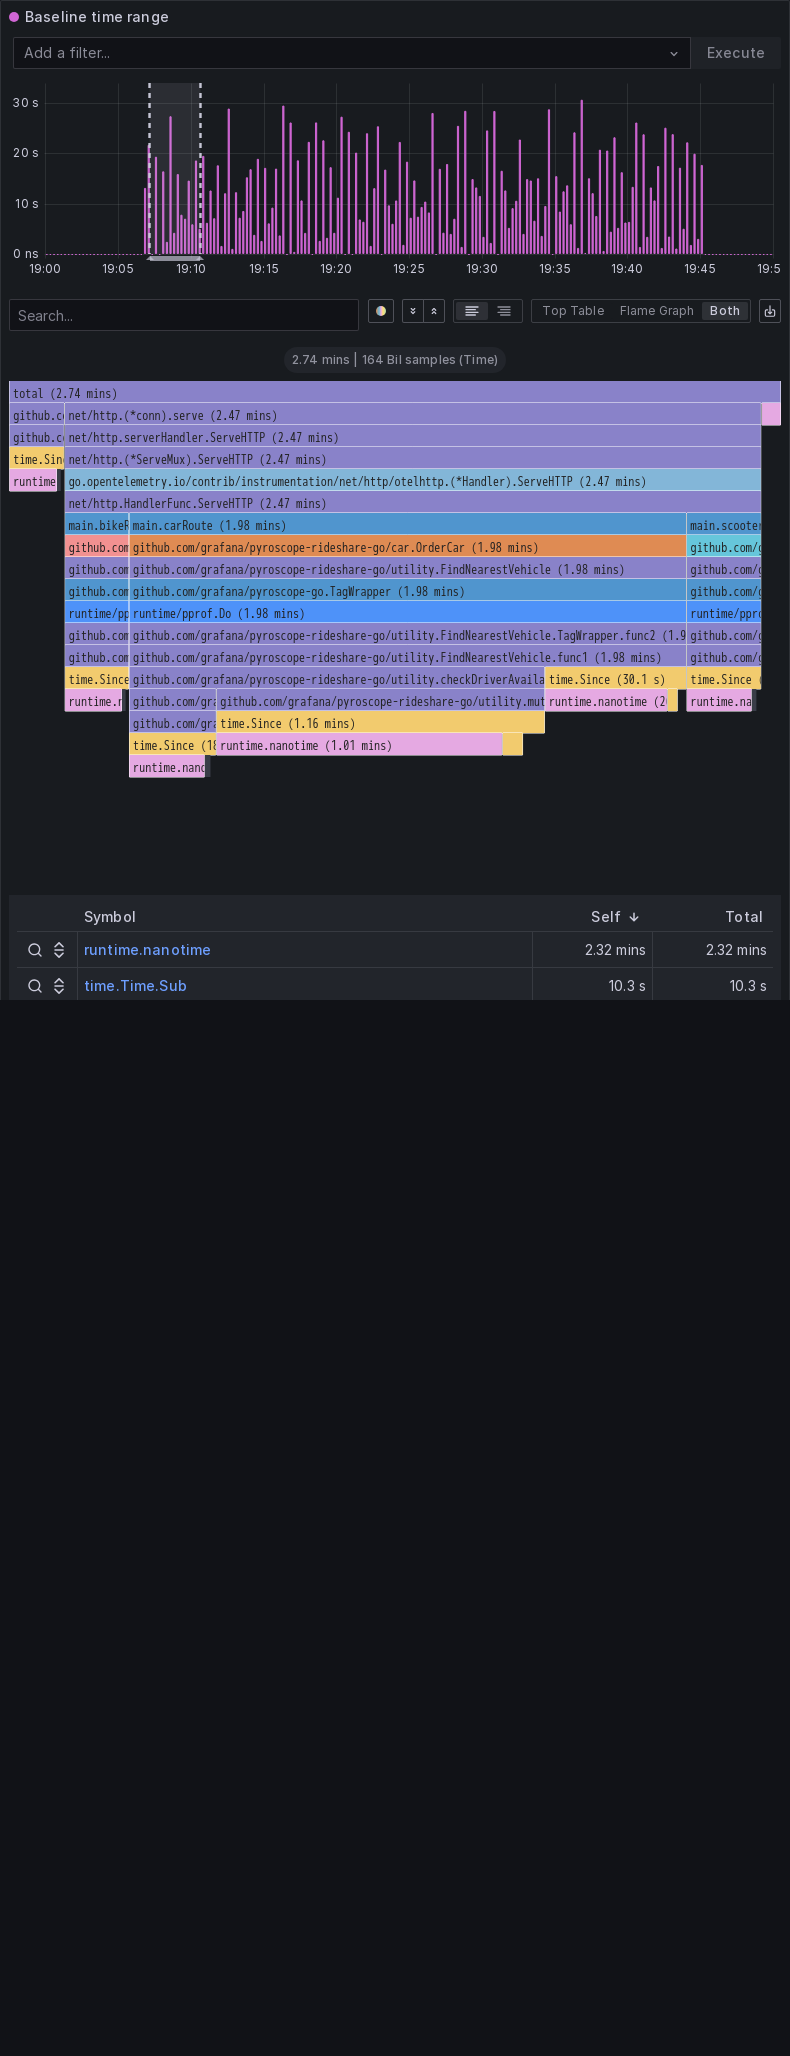 Baseline time range
Add a filter...
Execute
30 s
20 s
10 s
0 ns
19:00 19:05 19:10 19:15 19:20 19:25 19:30 19:35 19:40 19:45 19:5
Search...
Top Table Flame Graph Both
2.74 mins | 164 Bil samples (Time)
total (2.74 mins)
github.c net/http.(*conn).serve (2.47 mins)
github.c net/http.serverHandler.ServeHTTP (2.47 mins)
time.Sin net/http.(*ServeMux).ServeHTTP (2.47 mins)
runtime go.opentelemetry.io/contrib/instrumentation/net/http/otelhttp.(*Handler).ServeHTTP (2.47 mins)
net/http.HandlerFunc.ServeHTTP (2.47 mins)
main.bikeR main.carRoute (1.98 mins) main.scooter
github.com github.com/grafana/pyroscope-rideshare-go/car.OrderCar (1.98 mins) github.com/g
github.com github.com/grafana/pyroscope-rideshare-go/utility.FindNearestVehicle (1.98 mins) github.com/g
github.com github.com/grafana/pyroscope-go.TagWrapper (1.98 mins) github.com/g
runtime/pp runtime/pprof.Do (1.98 mins) runtime/ppro
github.com github.com/grafana/pyroscope-rideshare-go/utility.FindNearestVehicle.TagWrapper.func2 (1.9 github.com/g
github.com github.com/grafana/pyroscope-rideshare-go/utility.FindNearestVehicle.func1 (1.98 mins) github.com/g
time.Since github.com/grafana/pyroscope-rideshare-go/utility.checkDriverAvaila time.Since (30.1 s) time.Since (
runtime.n github.com/gra github.com/grafana/pyroscope-rideshare-go/utility.mut runtime.nanotime (2 runtime.na
github.com/gra time.Since (1.16 mins)
time.Since (18 runtime.nanotime (1.01 mins)
runtime.nano
Symbol Self Total
runtime.nanotime 2.32 mins 2.32 mins
time.Time.Sub 10.3 s 10.3 s